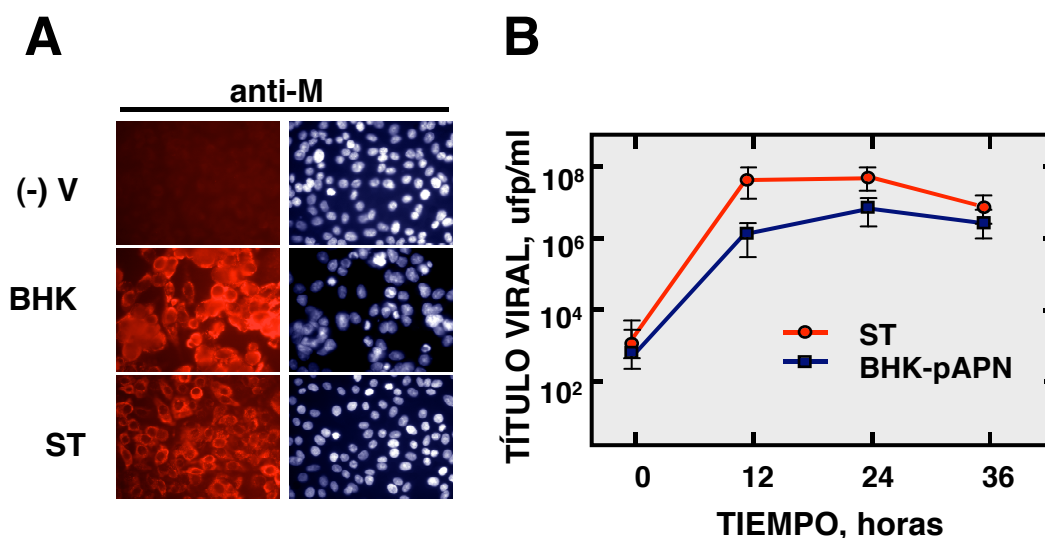 A
anti-M
(-) V
BHK
ST
B
TÍTULO VIRAL, ufp/ml
10⁸
10⁶
10⁴
10²
ST
BHK-pAPN
0 12 24 36
TIEMPO, horas